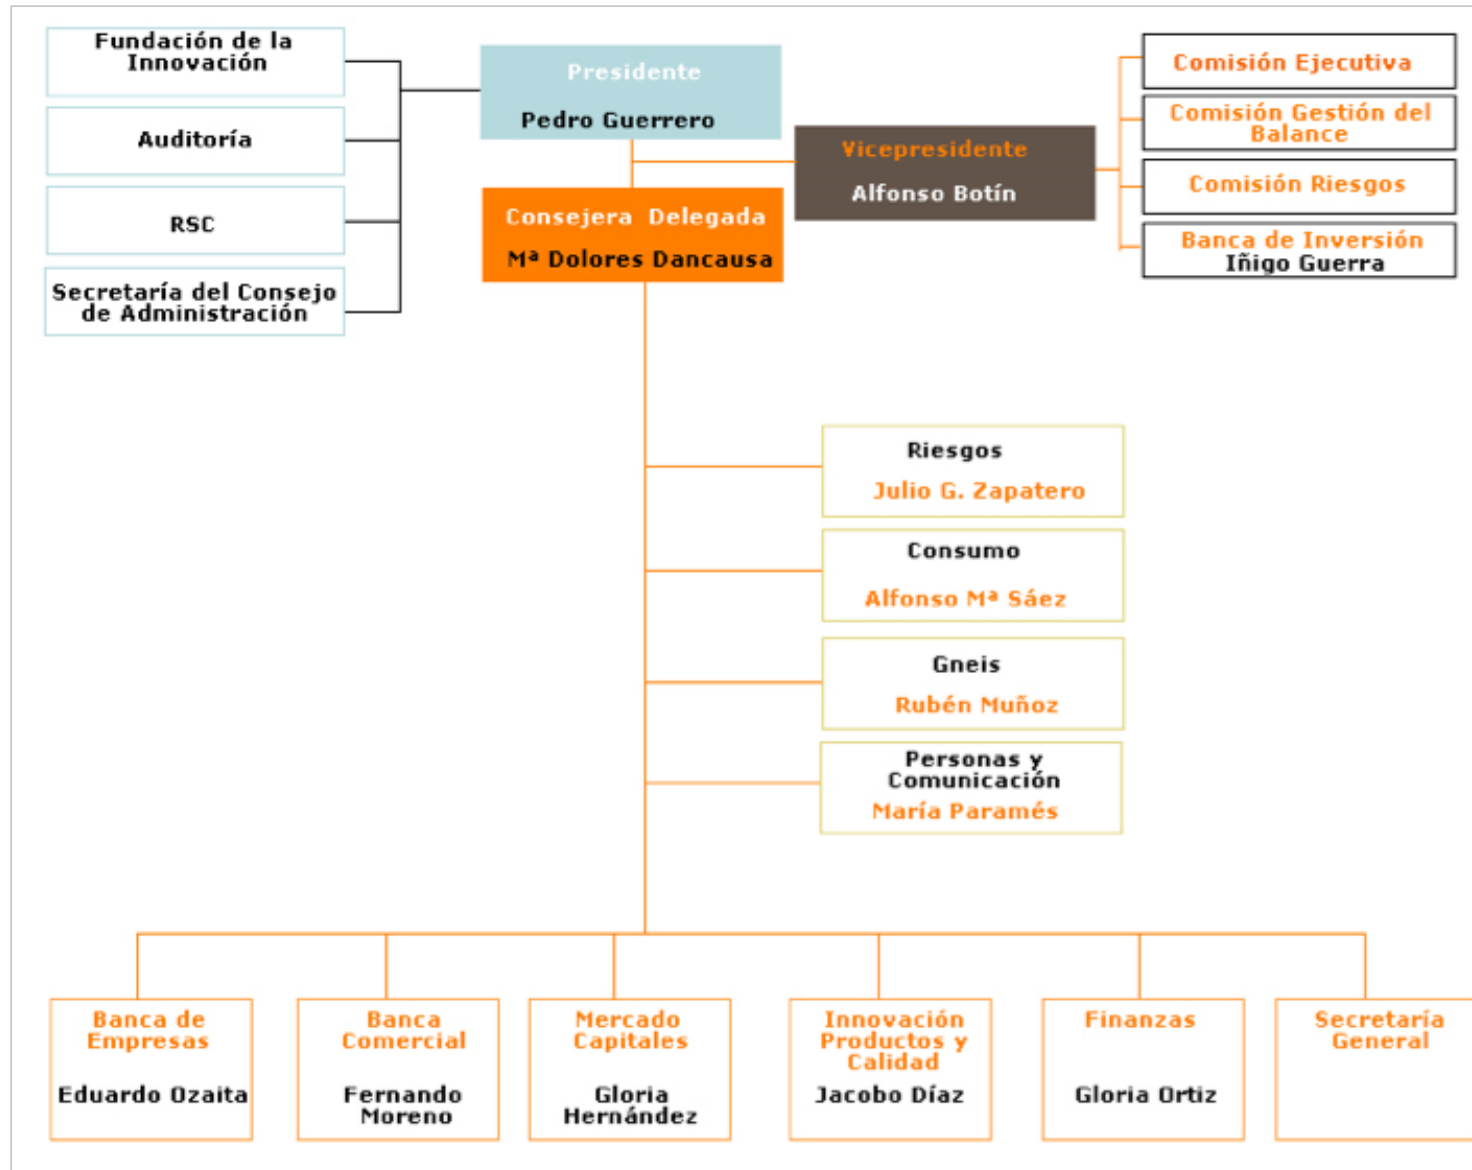 Fundación de la
Innovación
Auditoría
RSC
Secretaría del Consejo
de Administración
Presidente
Pedro Guerrero
Vicepresidente
Alfonso Botín
Consejera Delegada
Mª Dolores Dancausa
Comisión Ejecutiva
Comisión Gestión del
Balance
Comisión Riesgos
Banca de Inversión
Iñigo Guerra
Riesgos
Julio G. Zapatero
Consumo
Alfonso Mª Sáez
Gneis
Rubén Muñoz
Personas y
Comunicación
María Paramés
Banca de
Empresas
Eduardo Ozaita
Banca
Comercial
Fernando
Moreno
Mercado
Capitales
Gloria
Hernández
Innovación
Productos y
Calidad
Jacobo Díaz
Finanzas
Gloria Ortiz
Secretaría
General